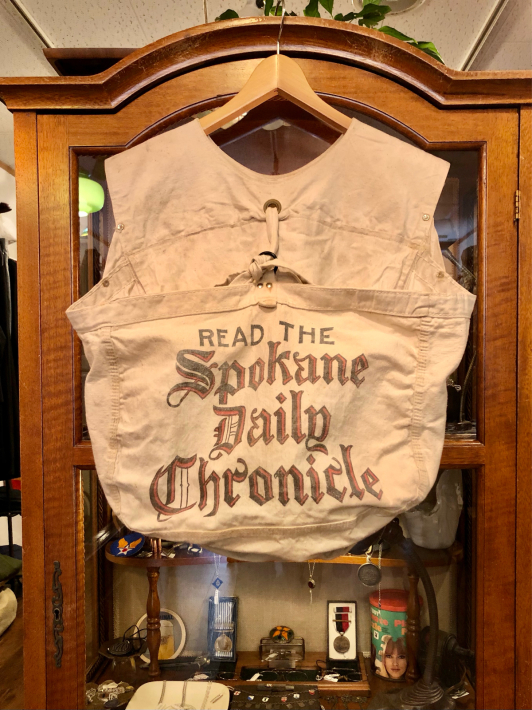 READ THE
Spokane
Daily
Chronicle